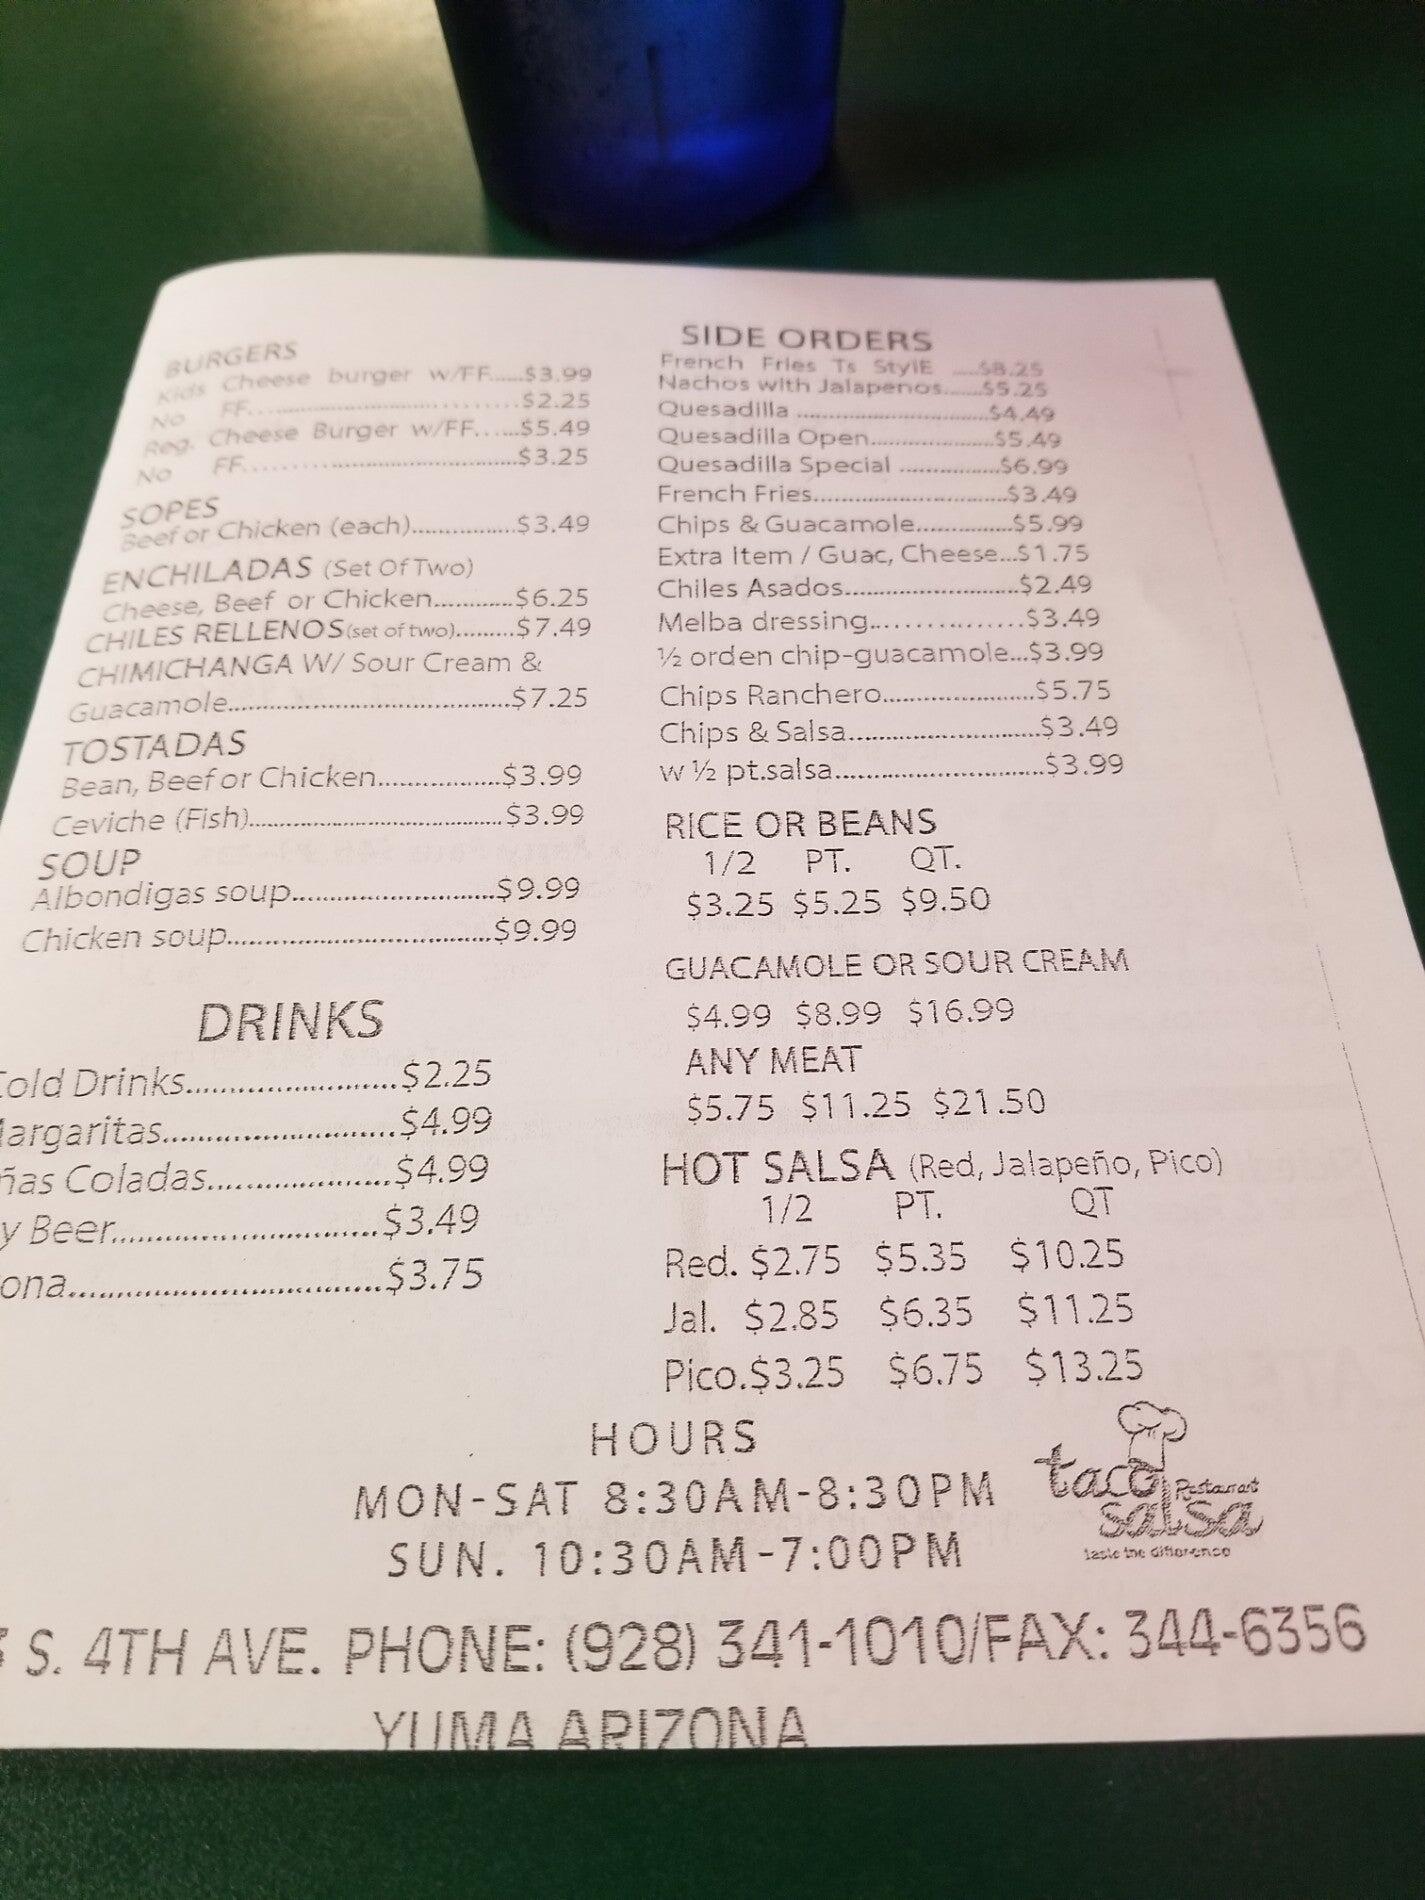 BURGERS
Kids Cheese burger w/FF......$3.99
No FF.................................$2.25
Reg. Cheese Burger w/FF......$5.49
No FF.................................$3.25
SOPES
Beef or Chicken (each)..............$3.49
ENCHILADAS (Set Of Two)
Cheese, Beef or Chicken............$6.25
CHILES RELLENOS(set of two).........$7.49
CHIMICHANGA W/ Sour Cream &
Guacamole.....................................$7.25
TOSTADAS
Bean, Beef or Chicken...............$3.99
Ceviche (Fish)................................$3.99
SOUP
Albondigas soup..........................$9.99
Chicken soup..................................$9.99
DRINKS
Cold Drinks........................$2.25
Margaritas..........................$4.99
ñas Coladas.....................$4.99
y Beer..............................$3.49
ona...................................$3.75
SIDE ORDERS
French Fries Ts StylE .....$8.25
Nachos with Jalapenos.......$5.25
Quesadilla ..........................$4.49
Quesadilla Open.................$5.49
Quesadilla Special ..............$6.99
French Fries..........................$3.49
Chips & Guacamole.............$5.99
Extra Item / Guac, Cheese...$1.75
Chiles Asados........................$2.49
Melba dressing..................$3.49
½ orden chip-guacamole...$3.99
Chips Ranchero....................$5.75
Chips & Salsa.........................$3.49
w ½ pt.salsa...........................$3.99
RICE OR BEANS
1/2 PT. QT.
$3.25 $5.25 $9.50
GUACAMOLE OR SOUR CREAM
$4.99 $8.99 $16.99
ANY MEAT
$5.75 $11.25 $21.50
HOT SALSA (Red, Jalapeño, Pico)
1/2 PT. QT
Red. $2.75 $5.35 $10.25
Jal. $2.85 $6.35 $11.25
Pico.$3.25 $6.75 $13.25
HOURS
MON-SAT 8:30AM-8:30PM
SUN. 10:30AM-7:00PM
taco Restaurant
salsa
taste the difference
S. 4TH AVE. PHONE: (928) 341-1010/FAX: 344-6356
YUMA ARIZONA